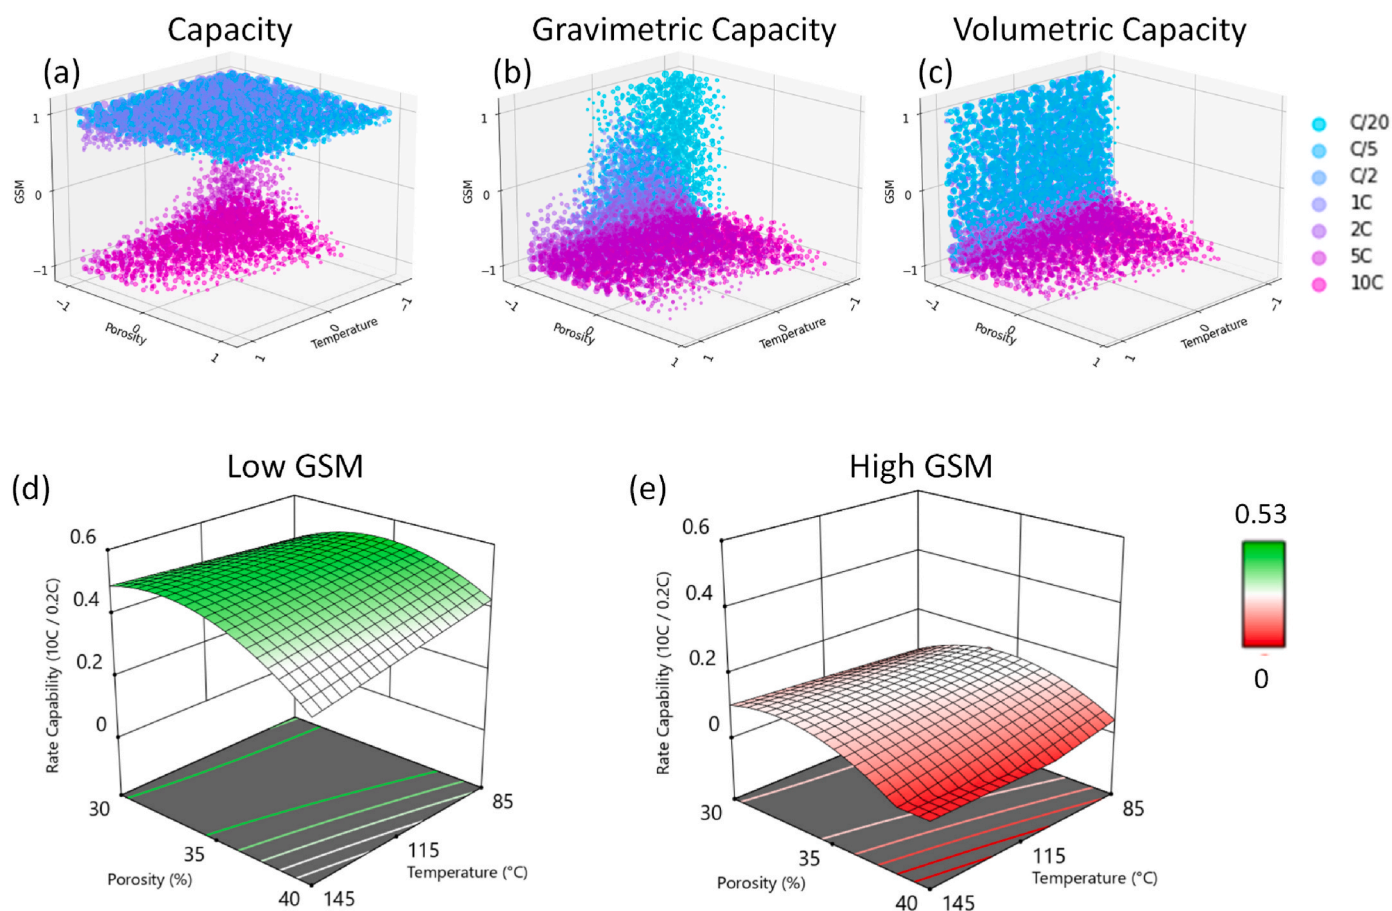 Capacity
Gravimetric Capacity
Volumetric Capacity
(a)
(b)
(c)
1
0
−1
GSM
−1
0
1
Porosity
1
0
−1
Temperature
1
0
−1
GSM
−1
0
1
Porosity
1
0
−1
Temperature
1
0
−1
GSM
−1
0
1
Porosity
1
0
−1
Temperature
C/20
C/5
C/2
1C
2C
5C
10C
Low GSM
High GSM
(d)
(e)
0.6
0.4
0.2
0
Rate Capability (10C / 0.2C)
30
35
40
Porosity (%)
145
115
85
Temperature (°C)
0.6
0.4
0.2
0
Rate Capability (10C / 0.2C)
30
35
40
Porosity (%)
145
115
85
Temperature (°C)
0.53
0